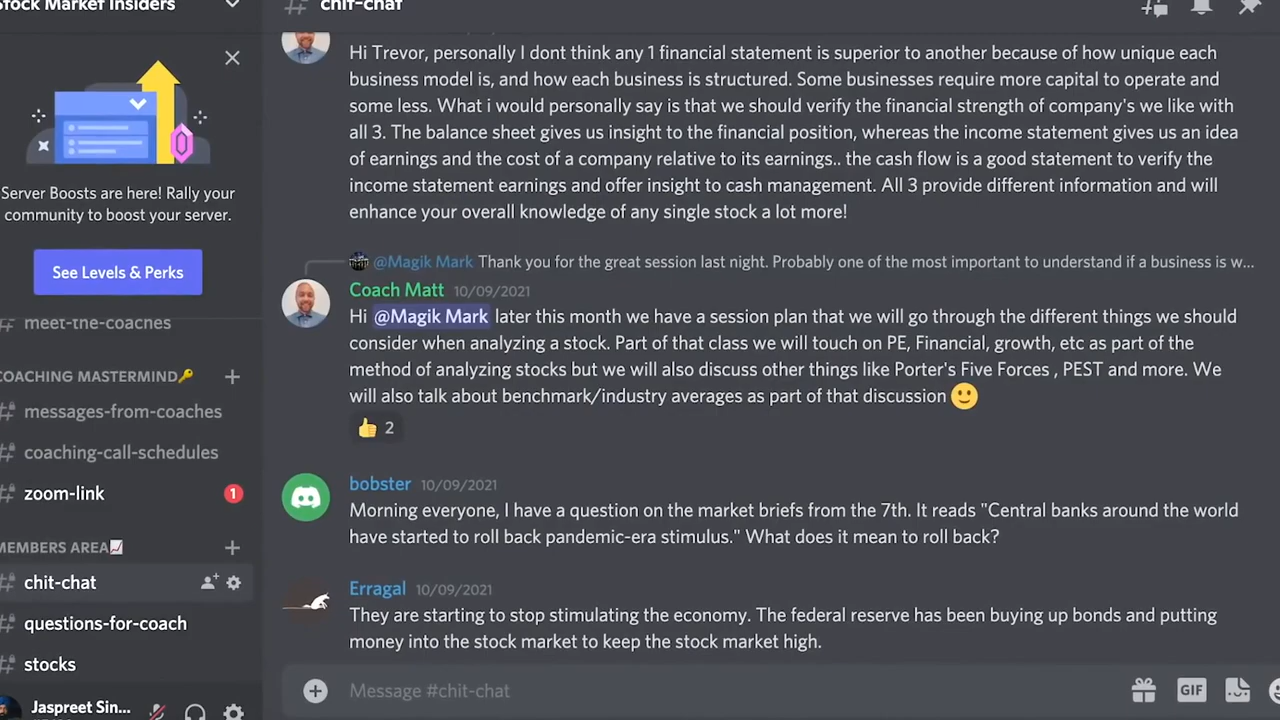 Stock Market Insiders
chit-chat
Server Boosts are here! Rally your
community to boost your server.
See Levels & Perks
meet-the-coaches
COACHING MASTERMIND🔑
messages-from-coaches
coaching-call-schedules
zoom-link
1
MEMBERS AREA📈
chit-chat
questions-for-coach
stocks
Jaspreet Sin...
Hi Trevor, personally I dont think any 1 financial statement is superior to another because of how unique each
business model is, and how each business is structured. Some businesses require more capital to operate and
some less. What i would personally say is that we should verify the financial strength of company's we like with
all 3. The balance sheet gives us insight to the financial position, whereas the income statement gives us an idea
of earnings and the cost of a company relative to its earnings.. the cash flow is a good statement to verify the
income statement earnings and offer insight to cash management. All 3 provide different information and will
enhance your overall knowledge of any single stock a lot more!
@Magik Mark Thank you for the great session last night. Probably one of the most important to understand if a business is w...
Coach Matt 10/09/2021
Hi @Magik Mark later this month we have a session plan that we will go through the different things we should
consider when analyzing a stock. Part of that class we will touch on PE, Financial, growth, etc as part of the
method of analyzing stocks but we will also discuss other things like Porter's Five Forces , PEST and more. We
will also talk about benchmark/industry averages as part of that discussion 🙂
👍 2
bobster 10/09/2021
Morning everyone, I have a question on the market briefs from the 7th. It reads "Central banks around the world
have started to roll back pandemic-era stimulus." What does it mean to roll back?
Erragal 10/09/2021
They are starting to stop stimulating the economy. The federal reserve has been buying up bonds and putting
money into the stock market to keep the stock market high.
Message #chit-chat
GIF